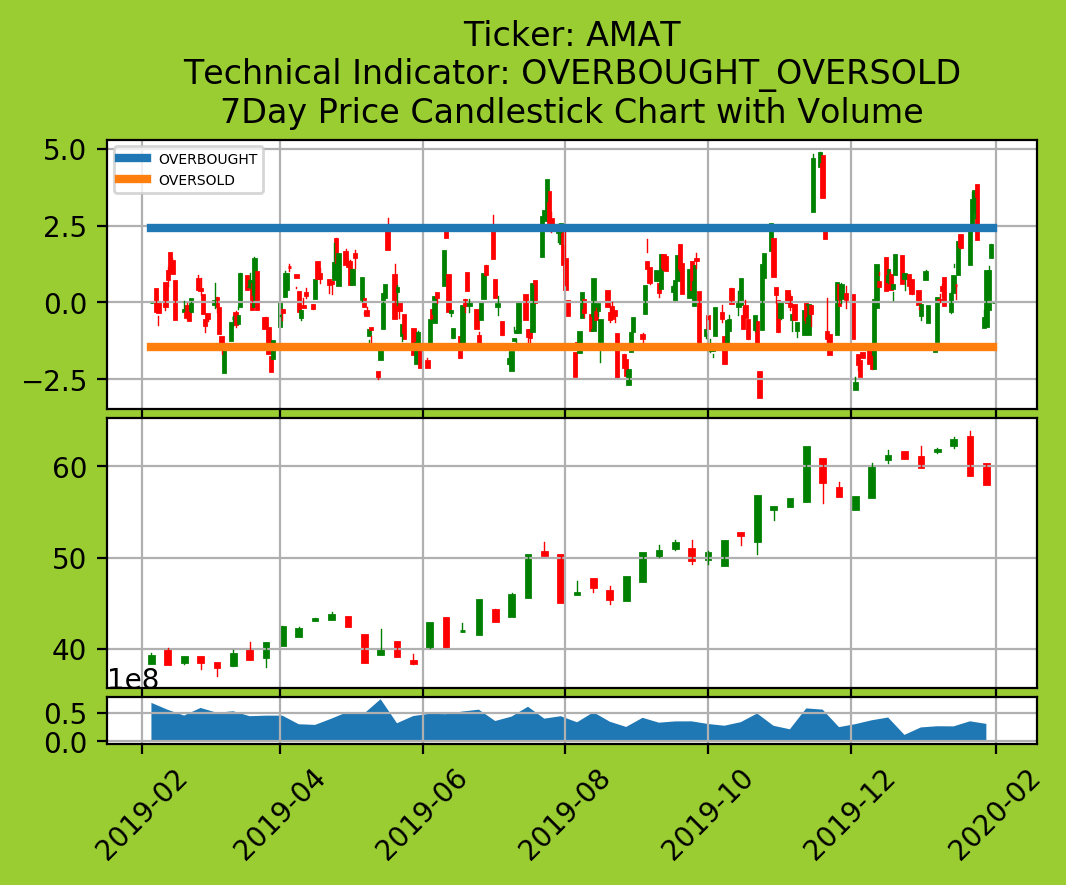 Ticker: AMAT
Technical Indicator: OVERBOUGHT_OVERSOLD
7Day Price Candlestick Chart with Volume
5.0
2.5
0.0
−2.5
OVERBOUGHT
OVERSOLD
60
50
40
1e8
0.5
0.0
2019-02
2019-04
2019-06
2019-08
2019-10
2019-12
2020-02